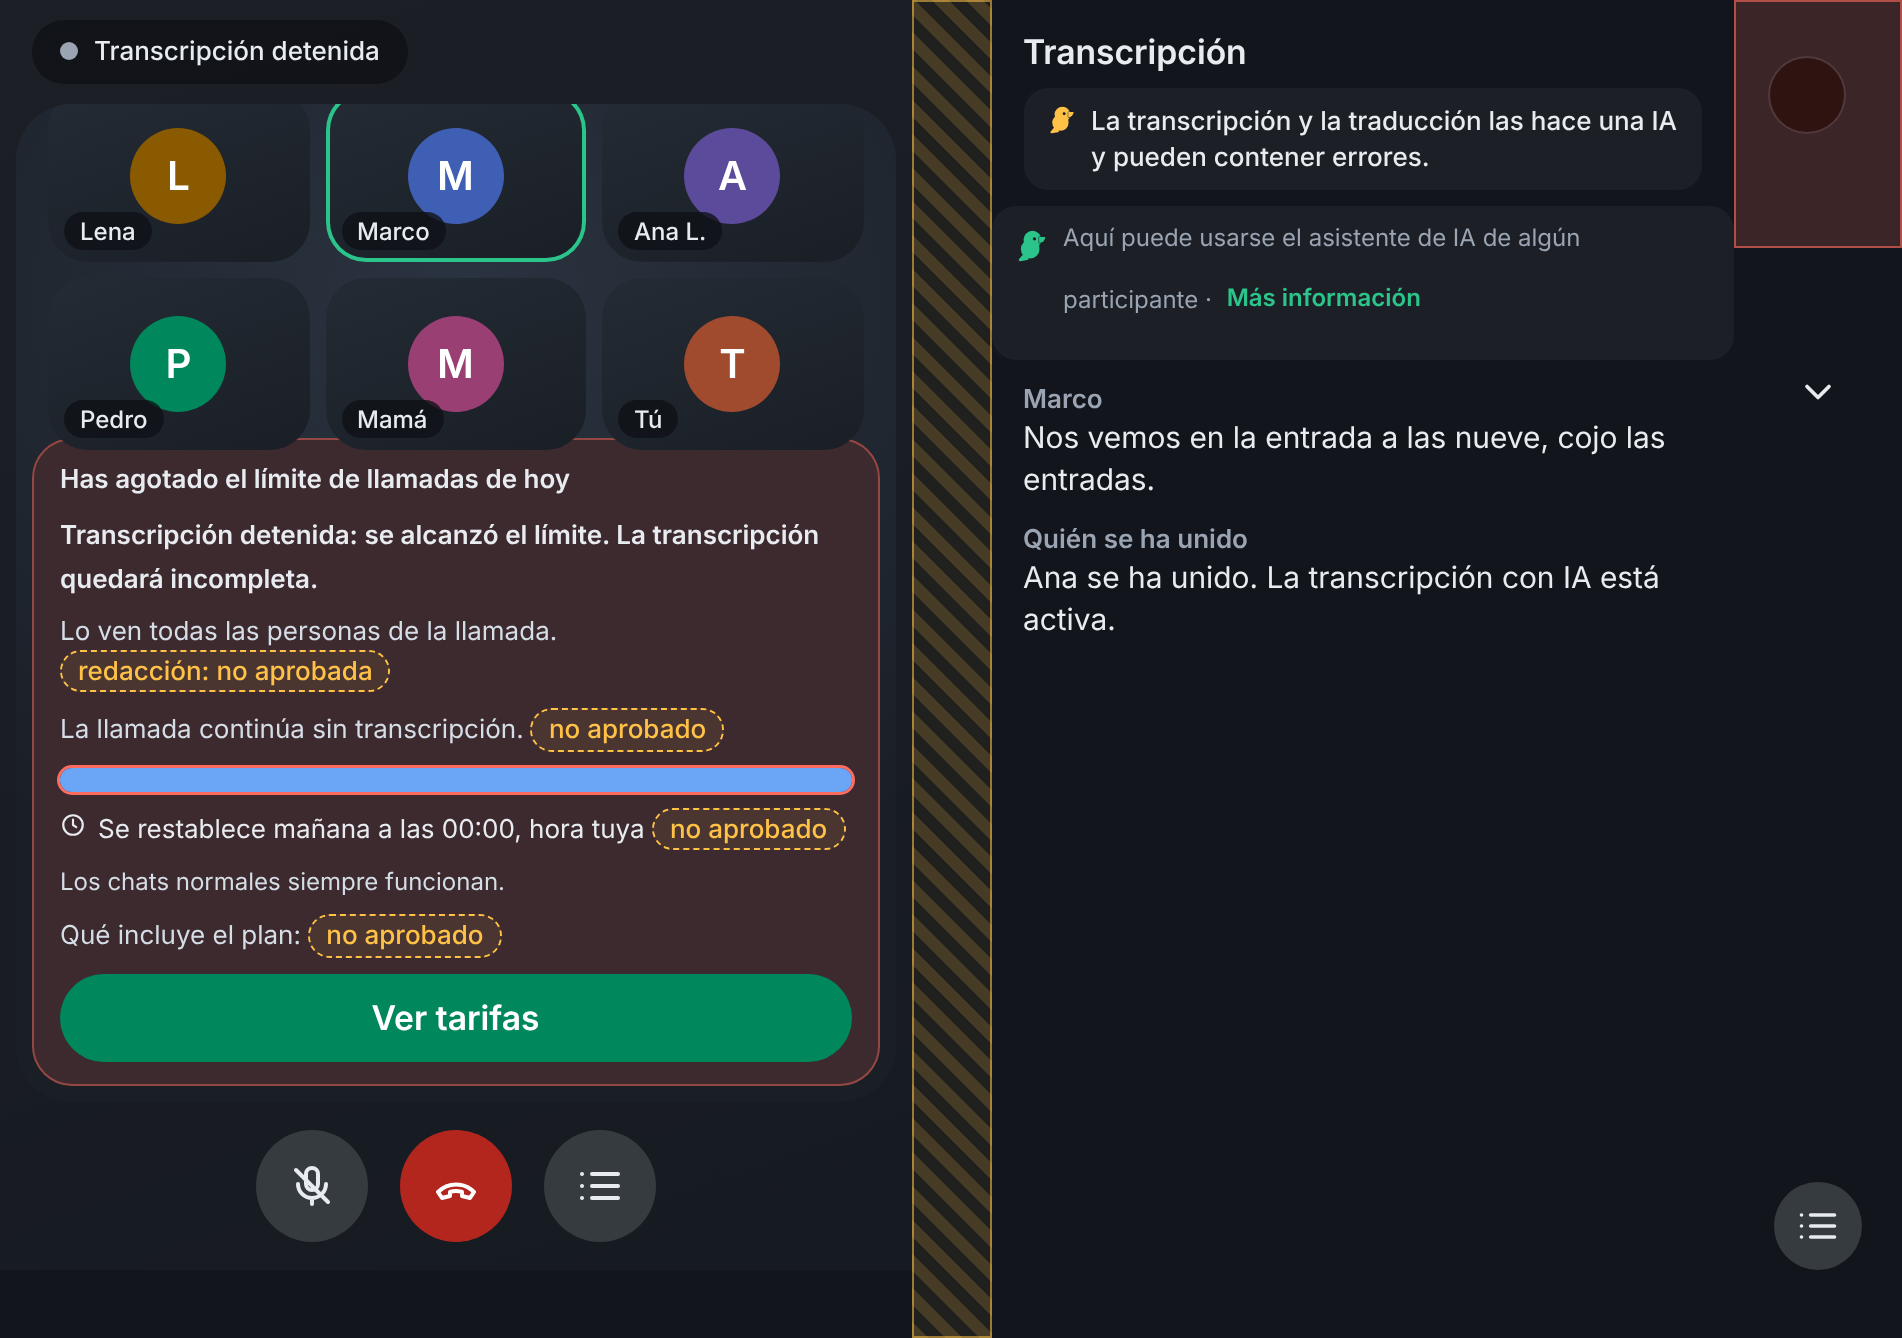 Transcripción detenida
L
Lena
M
Marco
A
Ana L.
P
Pedro
M
Mamá
T
Tú
Has agotado el límite de llamadas de hoy
Transcripción detenida: se alcanzó el límite. La transcripción
quedará incompleta.
Lo ven todas las personas de la llamada.
redacción: no aprobada
La llamada continúa sin transcripción. no aprobado
Se restablece mañana a las 00:00, hora tuya no aprobado
Los chats normales siempre funcionan.
Qué incluye el plan: no aprobado
Ver tarifas
Transcripción
La transcripción y la traducción las hace una IA
y pueden contener errores.
Aquí puede usarse el asistente de IA de algún
participante · Más información
Marco
Nos vemos en la entrada a las nueve, cojo las
entradas.
Quién se ha unido
Ana se ha unido. La transcripción con IA está
activa.